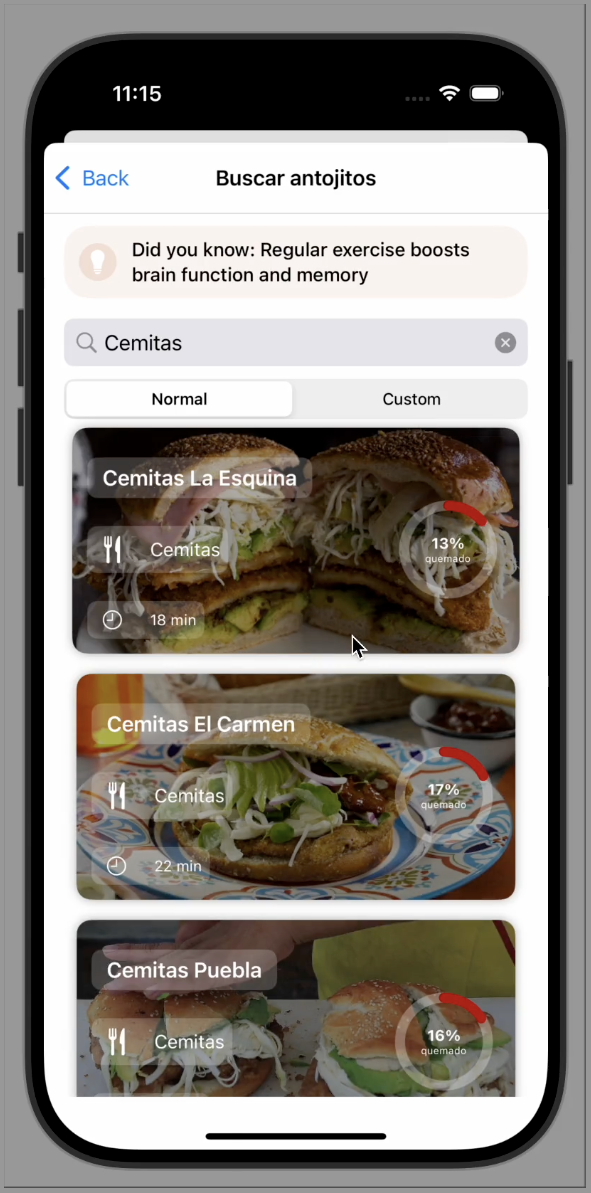 11:15
Back
Buscar antojitos
Did you know: Regular exercise boosts
brain function and memory
Cemitas
Normal
Custom
Cemitas La Esquina
Cemitas
13%
quemado
18 min
Cemitas El Carmen
Cemitas
17%
quemado
22 min
Cemitas Puebla
Cemitas
16%
quemado